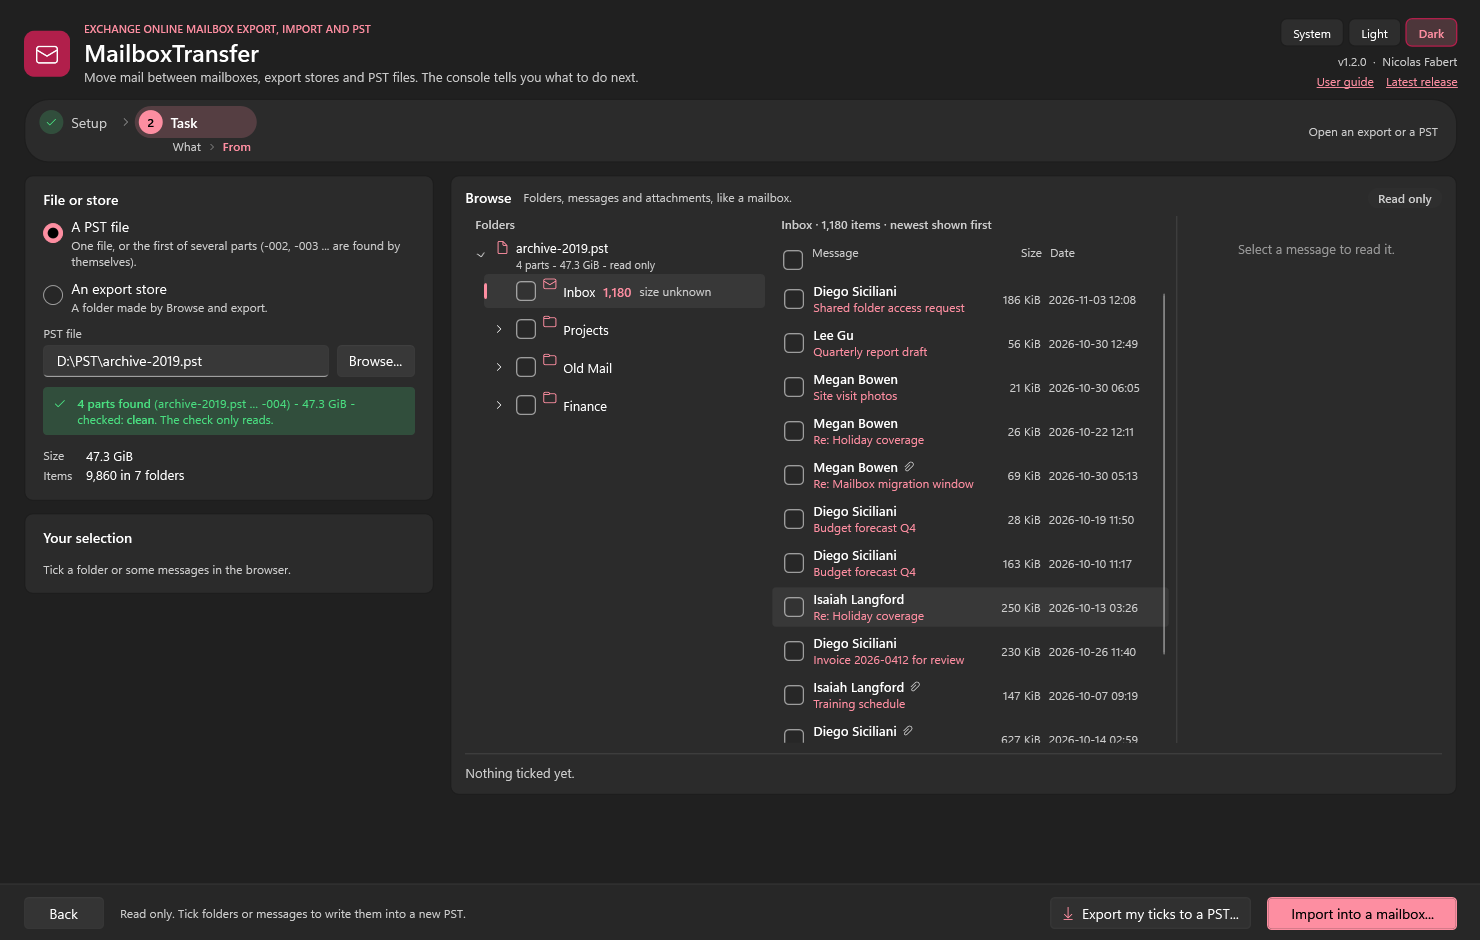 EXCHANGE ONLINE MAILBOX EXPORT, IMPORT AND PST
MailboxTransfer
Move mail between mailboxes, export stores and PST files. The console tells you what to do next.
System Light Dark
v1.2.0 · Nicolas Fabert
User guide Latest release
Setup
2 Task
What > From
Open an export or a PST
File or store
A PST file
One file, or the first of several parts (-002, -003 ... are found by
themselves).
An export store
A folder made by Browse and export.
PST file
D:\PST\archive-2019.pst Browse...
4 parts found (archive-2019.pst ... -004) - 47.3 GiB -
checked: clean. The check only reads.
Size 47.3 GiB
Items 9,860 in 7 folders
Your selection
Tick a folder or some messages in the browser.
Browse Folders, messages and attachments, like a mailbox.
Read only
Folders
archive-2019.pst
4 parts - 47.3 GiB - read only
Inbox 1,180 size unknown
Projects
Old Mail
Finance
Inbox · 1,180 items · newest shown first
Message Size Date
Diego Siciliani
Shared folder access request 186 KiB 2026-11-03 12:08
Lee Gu
Quarterly report draft 56 KiB 2026-10-30 12:49
Megan Bowen
Site visit photos 21 KiB 2026-10-30 06:05
Megan Bowen
Re: Holiday coverage 26 KiB 2026-10-22 12:11
Megan Bowen
Re: Mailbox migration window 69 KiB 2026-10-30 05:13
Diego Siciliani
Budget forecast Q4 28 KiB 2026-10-19 11:50
Diego Siciliani
Budget forecast Q4 163 KiB 2026-10-10 11:17
Isaiah Langford
Re: Holiday coverage 250 KiB 2026-10-13 03:26
Diego Siciliani
Invoice 2026-0412 for review 230 KiB 2026-10-26 11:40
Isaiah Langford
Training schedule 147 KiB 2026-10-07 09:19
Diego Siciliani
627 KiB 2026-10-14 02:59
Select a message to read it.
Nothing ticked yet.
Back
Read only. Tick folders or messages to write them into a new PST.
Export my ticks to a PST...
Import into a mailbox...